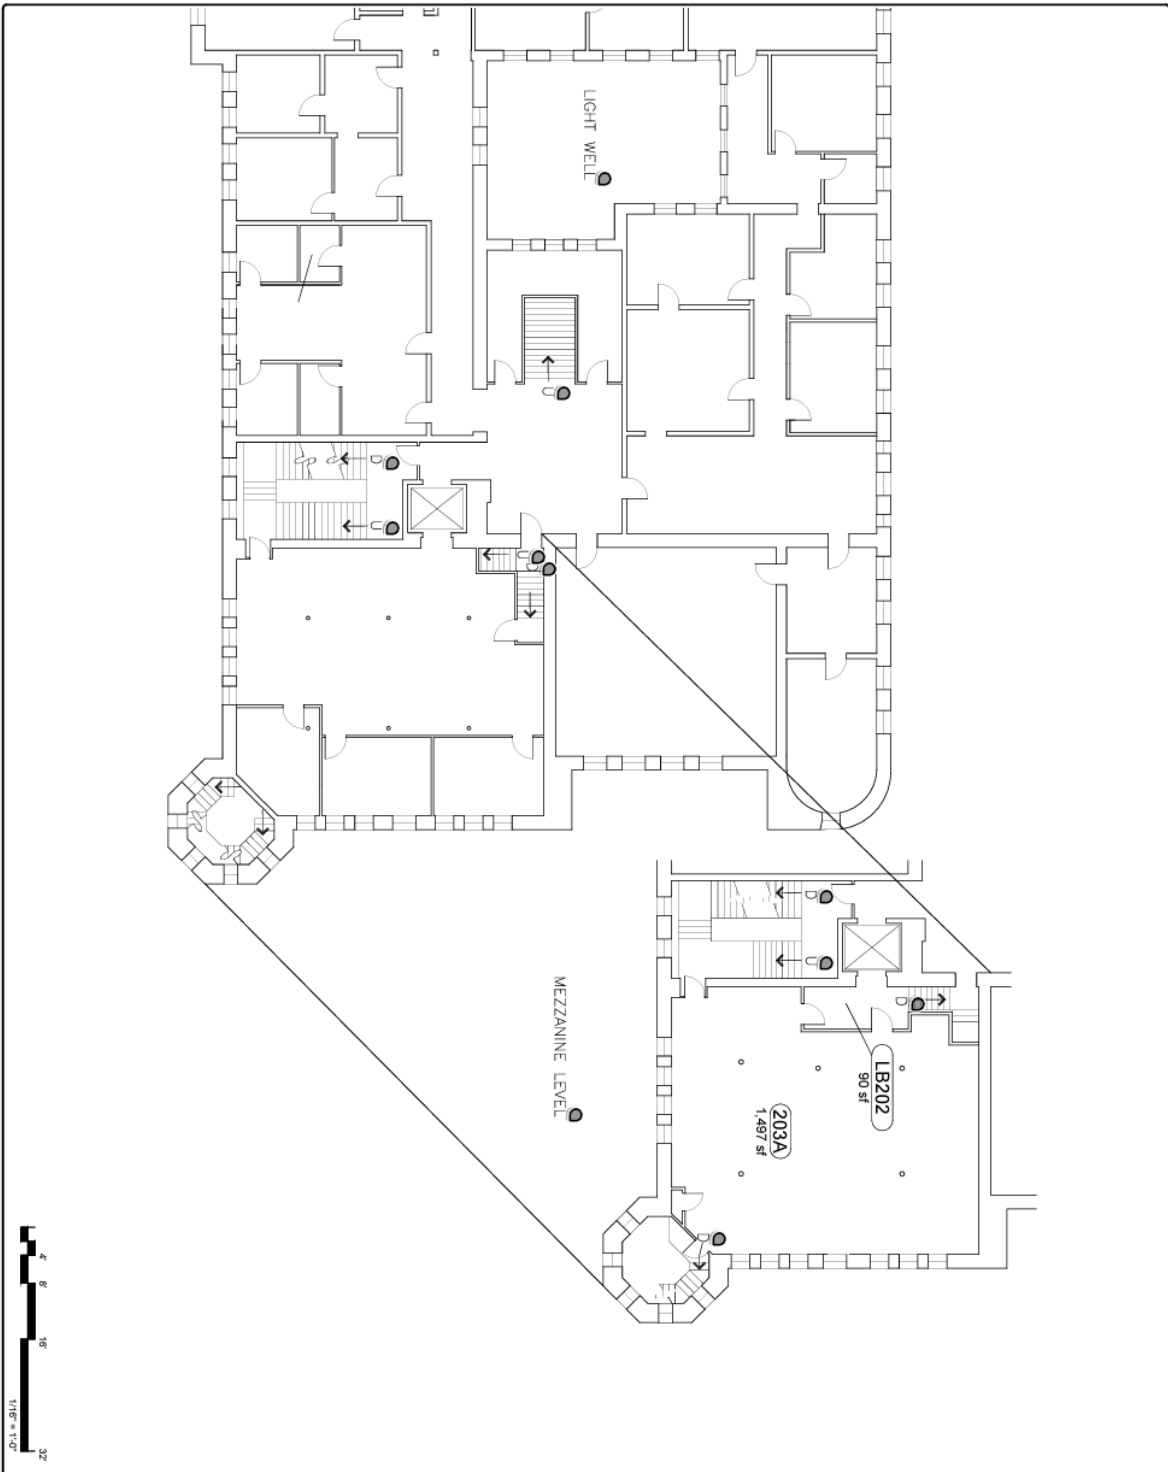 LIGHT WELL
MEZZANINE LEVEL
LB202
90 sf
203A
1,497 sf
4'
8'
16'
32'
1/16" = 1'-0"